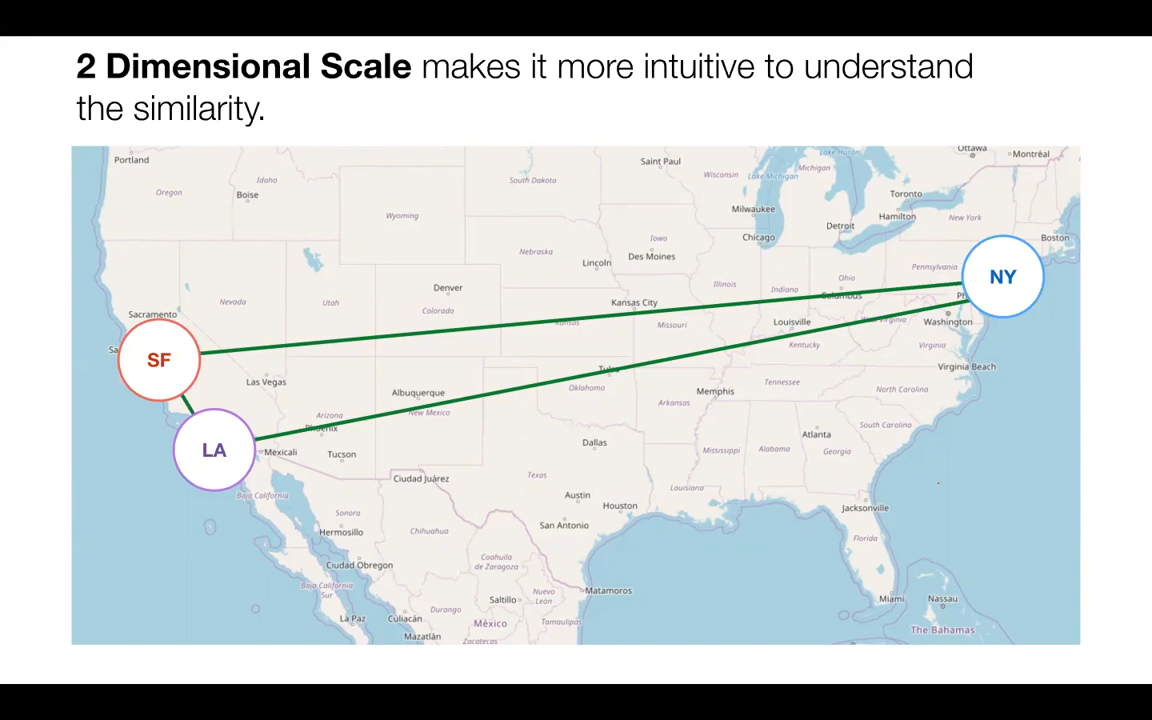 2 Dimensional Scale makes it more intuitive to understand
the similarity.
Portland
Saint Paul
Ottawa
Montréal
Lake Huron
Wisconsin
Lake Michigan
Michigan
Idaho
South Dakota
Oregon
Boise
Toronto
Wyoming
Milwaukee
Hamilton
New York
Detroit
Chicago
Iowa
Boston
Nebraska
Lincoln
Des Moines
Pennsylvania
NY
Ohio
Illinois
Indiana
Denver
Columbus
Nevada
Utah
Colorado
Kansas City
Sacramento
Kansas
Missouri
Louisville
West Virginia
Washington
Kentucky
Virginia
SF
Virginia Beach
Tulsa
Las Vegas
Oklahoma
Memphis
Tennessee
North Carolina
Albuquerque
New Mexico
Arkansas
Arizona
Phoenix
South Carolina
Atlanta
LA
Mexicali
Tucson
Dallas
Mississippi
Alabama
Georgia
Ciudad Juárez
Texas
Louisiana
Baja California
Austin
Houston
Jacksonville
Sonora
San Antonio
Hermosillo
Chihuahua
Florida
Ciudad Obregon
Coahuila
de Zaragoza
Baja California
Sur
Nuevo
León
Matamoros
Saltillo
Miami
Nassau
Durango
La Paz
Culiacán
México
Tamaulipas
The Bahamas
Mazatlán
Zacatecas